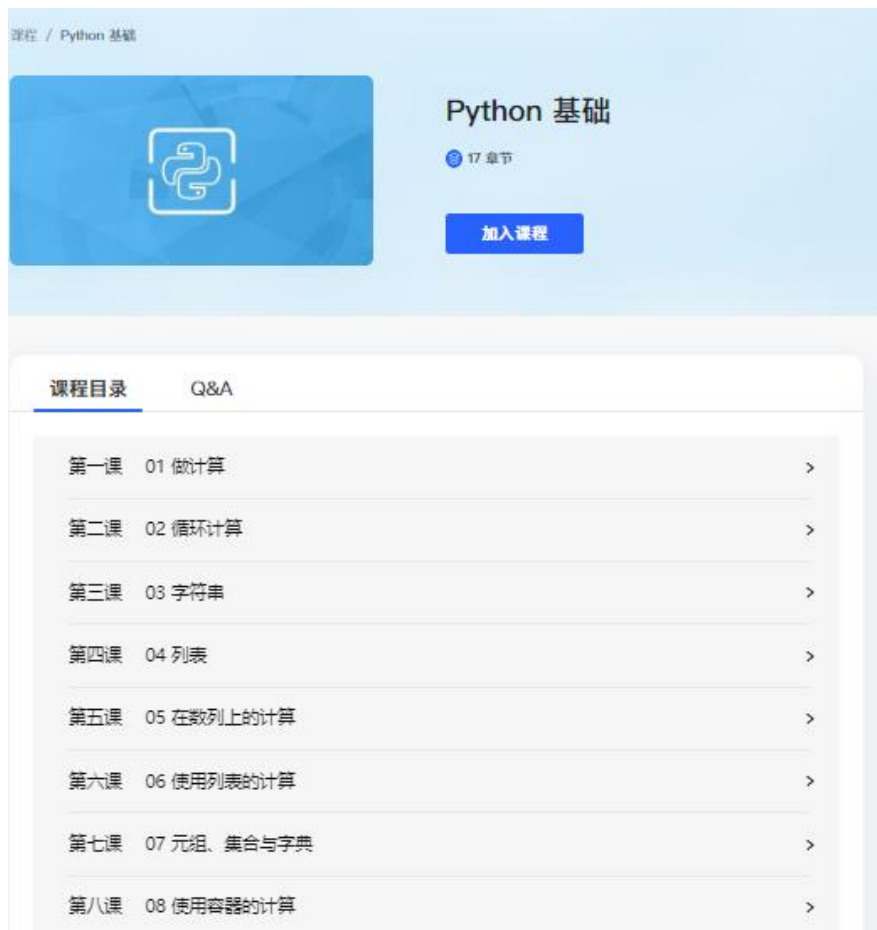 课程 / Python 基础
Python 基础
17 章节
加入课程
课程目录 Q&A
第一课 01 做计算
第二课 02 循环计算
第三课 03 字符串
第四课 04 列表
第五课 05 在数列上的计算
第六课 06 使用列表的计算
第七课 07 元组、集合与字典
第八课 08 使用容器的计算